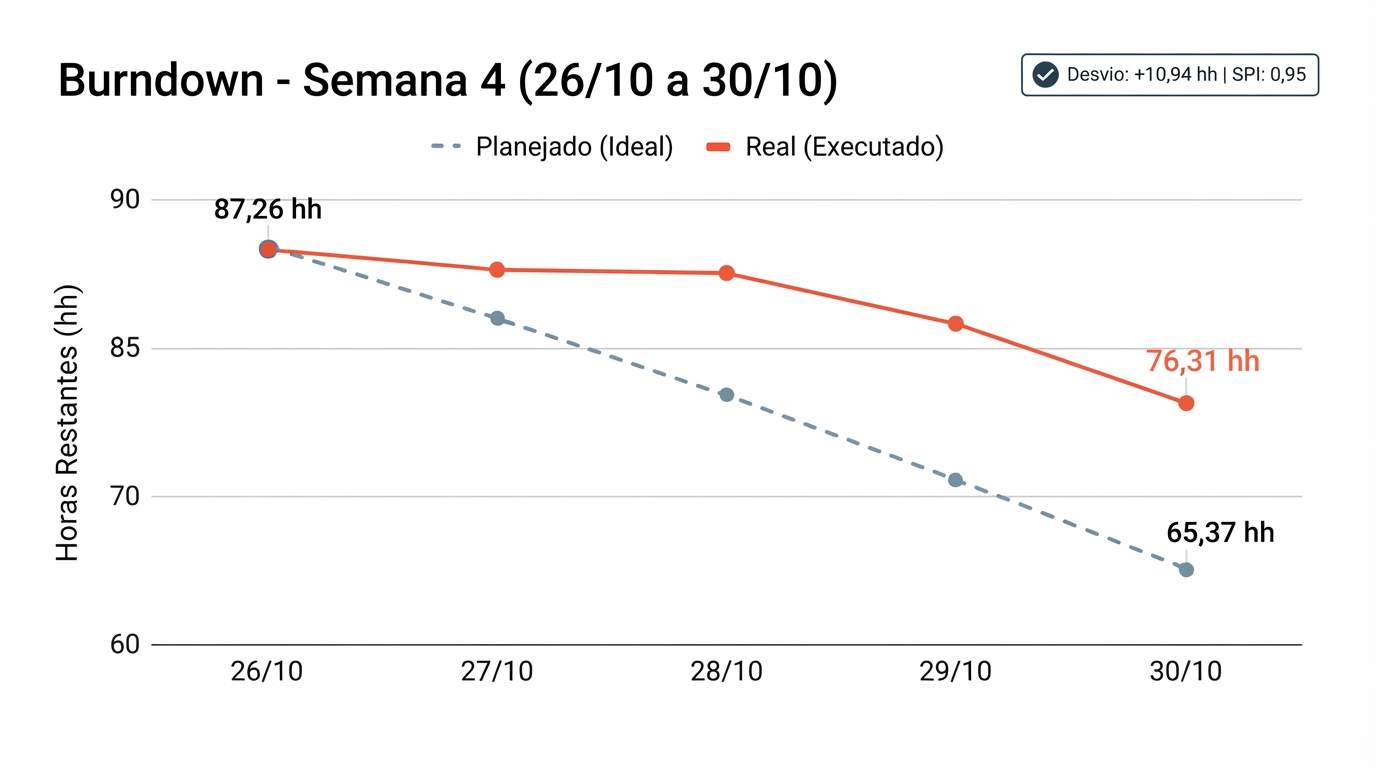 Burndown - Semana 4 (26/10 a 30/10)
Desvio: +10,94 hh | SPI: 0,95
Planejado (Ideal)
Real (Executado)
90
87,26 hh
85
76,31 hh
70
65,37 hh
60
Horas Restantes (hh)
26/10
27/10
28/10
29/10
30/10